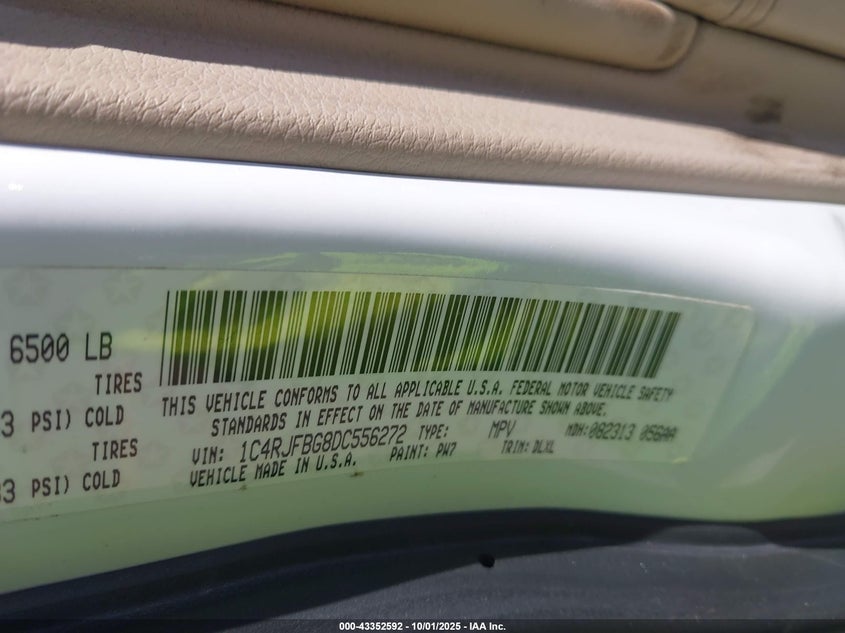 6500 LB
TIRES
3 PSI) COLD
TIRES
33 PSI) COLD
THIS VEHICLE CONFORMS TO ALL APPLICABLE U.S.A. FEDERAL MOTOR VEHICLE SAFETY
STANDARDS IN EFFECT ON THE DATE OF MANUFACTURE SHOWN ABOVE.
VIN: 1C4RJFBG8DC556272 TYPE: MPV MDH: 082313 056AA
VEHICLE MADE IN U.S.A. PAINT: PW7 TRIM: DLXL
000-43352592 - 10/01/2025 - IAA Inc.